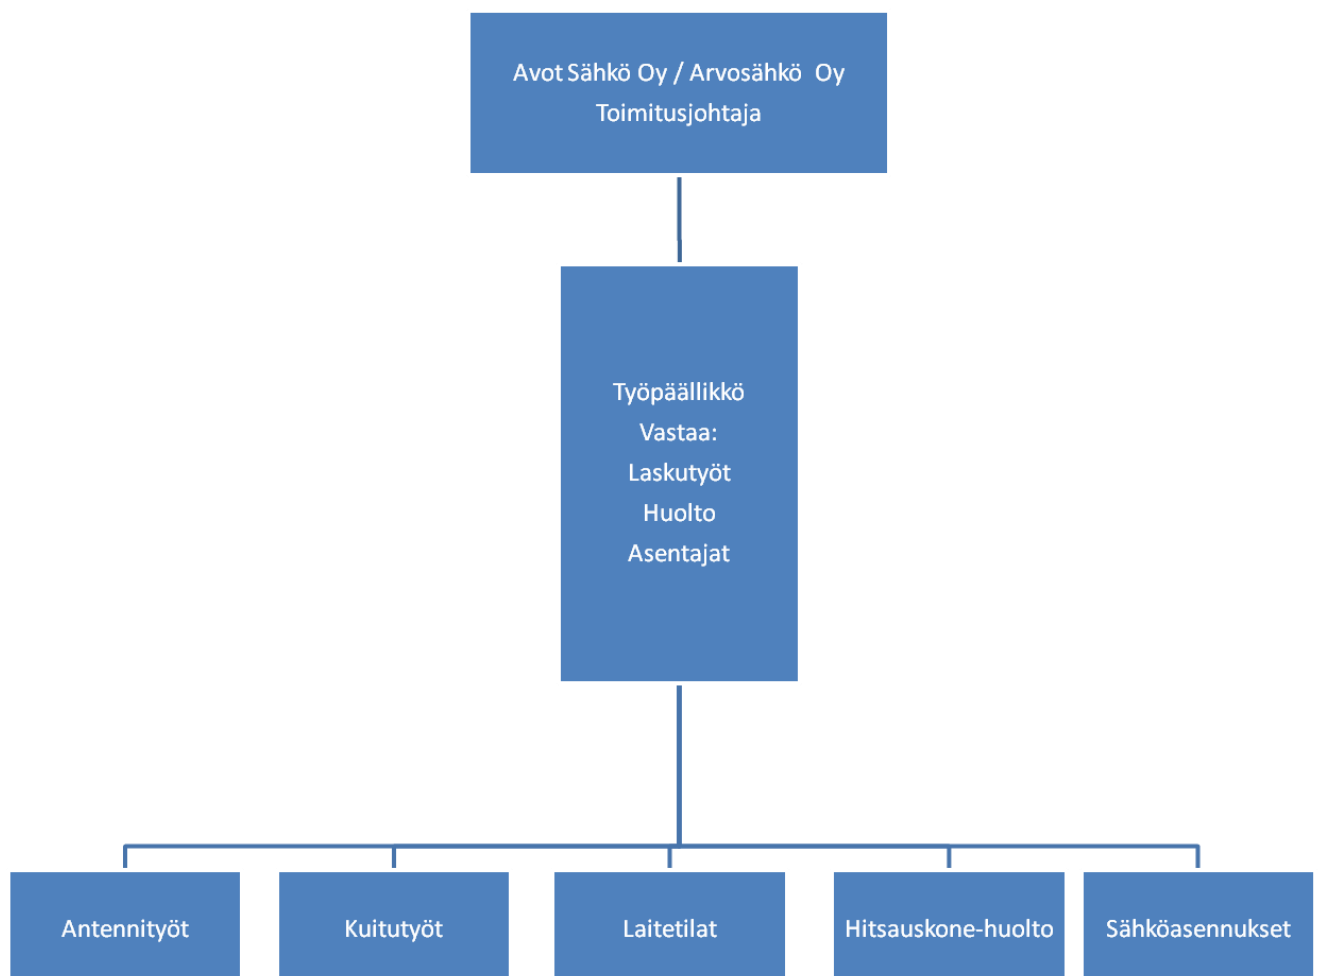 Avot Sähkö Oy / Arvosähkö  Oy
Toimitusjohtaja
Työpäällikkö
Vastaa:
Laskutyöt
Huolto
Asentajat
Antennityöt
Kuitutyöt
Laitetilat
Hitsauskone-huolto
Sähköasennukset